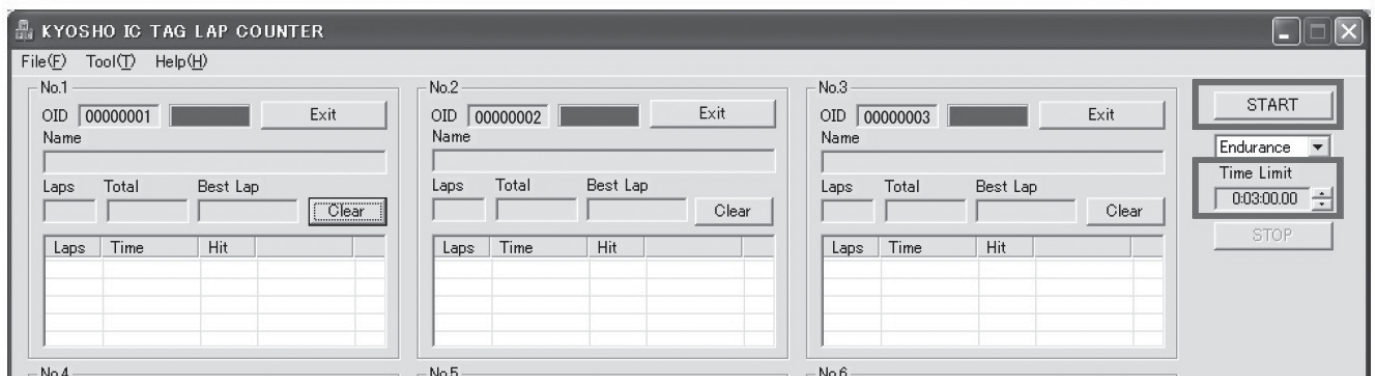 KYOSHO IC TAG LAP COUNTER
File(F) Tool(T) Help(H)
No.1
OID 00000001 Exit
Name
Laps Total Best Lap
Clear
Laps Time Hit
No.2
OID 00000002 Exit
Name
Laps Total Best Lap
Clear
Laps Time Hit
No.3
OID 00000003 Exit
Name
Laps Total Best Lap
Clear
Laps Time Hit
START
Endurance
Time Limit
0:03:00.00
STOP
No.4
No.5
No.6